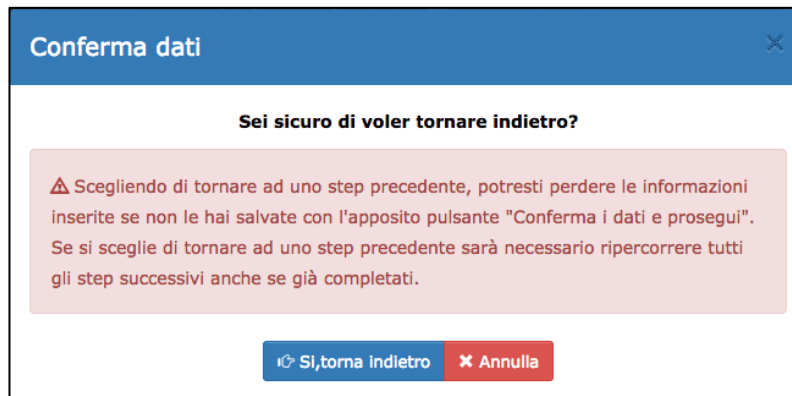 Conferma dati
Sei sicuro di voler tornare indietro?
Scegliendo di tornare ad uno step precedente, potresti perdere le informazioni
inserite se non le hai salvate con l'apposito pulsante "Conferma i dati e prosegui".
Se si sceglie di tornare ad uno step precedente sarà necessario ripercorrere tutti
gli step successivi anche se già completati.
Si,torna indietro
Annulla